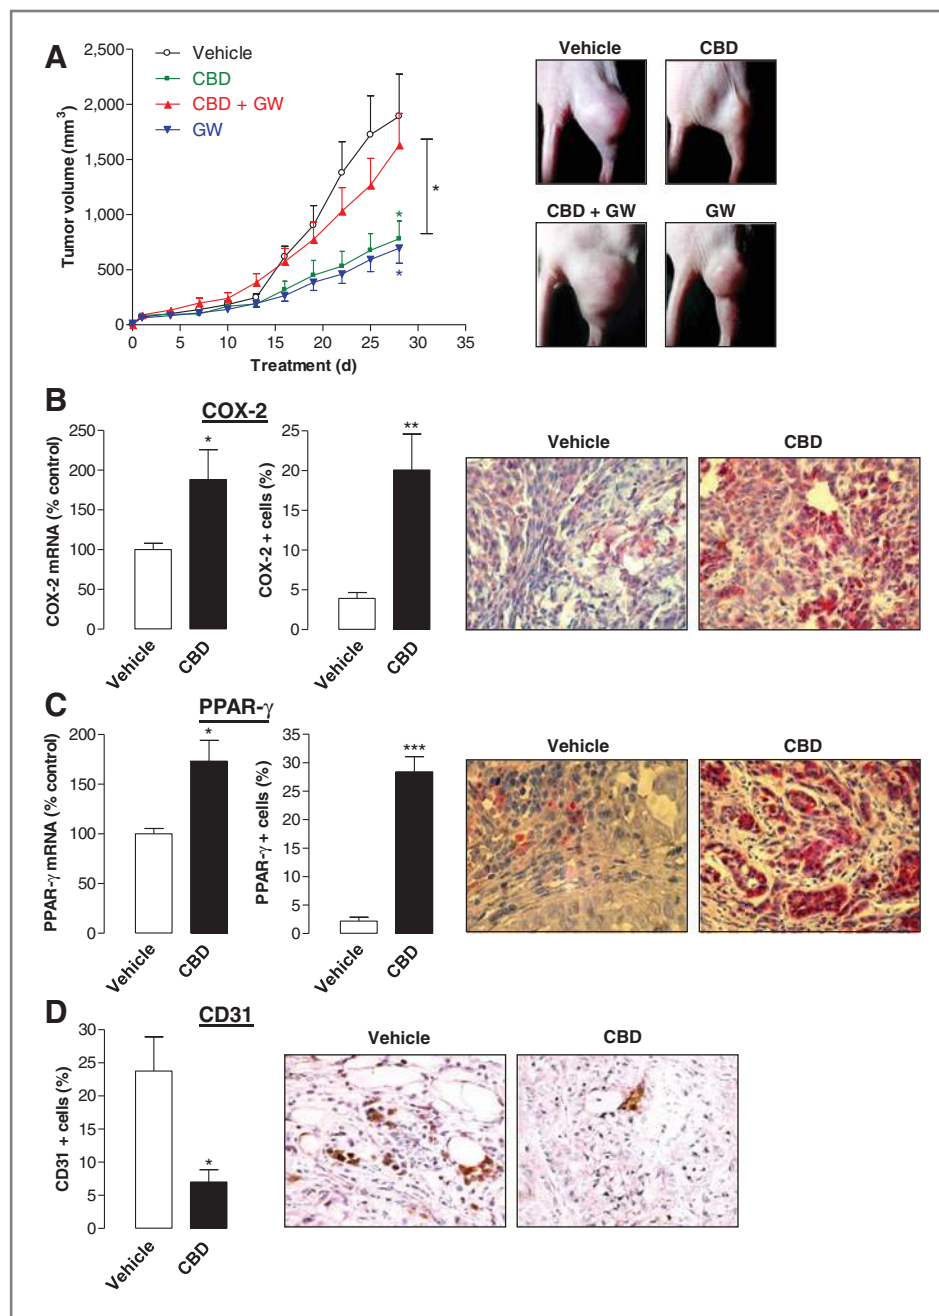 A
Vehicle
CBD
CBD + GW
GW
Tumor volume (mm³)
2,500
2,000
1,500
1,000
500
0
0 5 10 15 20 25 30 35
Treatment (d)
*
*
*
Vehicle CBD
CBD + GW GW
B
COX-2
COX-2 mRNA (% control)
250
200
150
100
50
0
*
Vehicle CBD
COX-2 + cells (%)
25
20
15
10
5
0
**
Vehicle CBD
Vehicle CBD
C
PPAR-γ
PPAR-γ mRNA (% control)
200
150
100
50
0
*
Vehicle CBD
PPAR-γ + cells (%)
35
30
25
20
15
10
5
0
***
Vehicle CBD
Vehicle CBD
D
CD31
CD31 + cells (%)
30
25
20
15
10
5
0
*
Vehicle CBD
Vehicle CBD